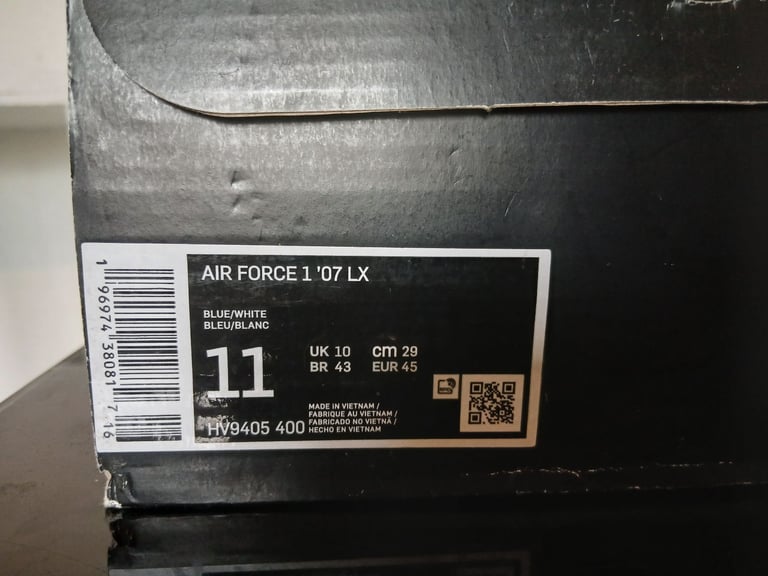 AIR FORCE 1 '07 LX
BLUE/WHITE
BLEU/BLANC
11
UK 10 cm 29
BR 43 EUR 45
HV9405 400
MADE IN VIETNAM /
FABRIQUE AU VIETNAM /
FABRICADO NO VIETNÃ /
HECHO EN VIETNAM
1 96974 38081 7 16